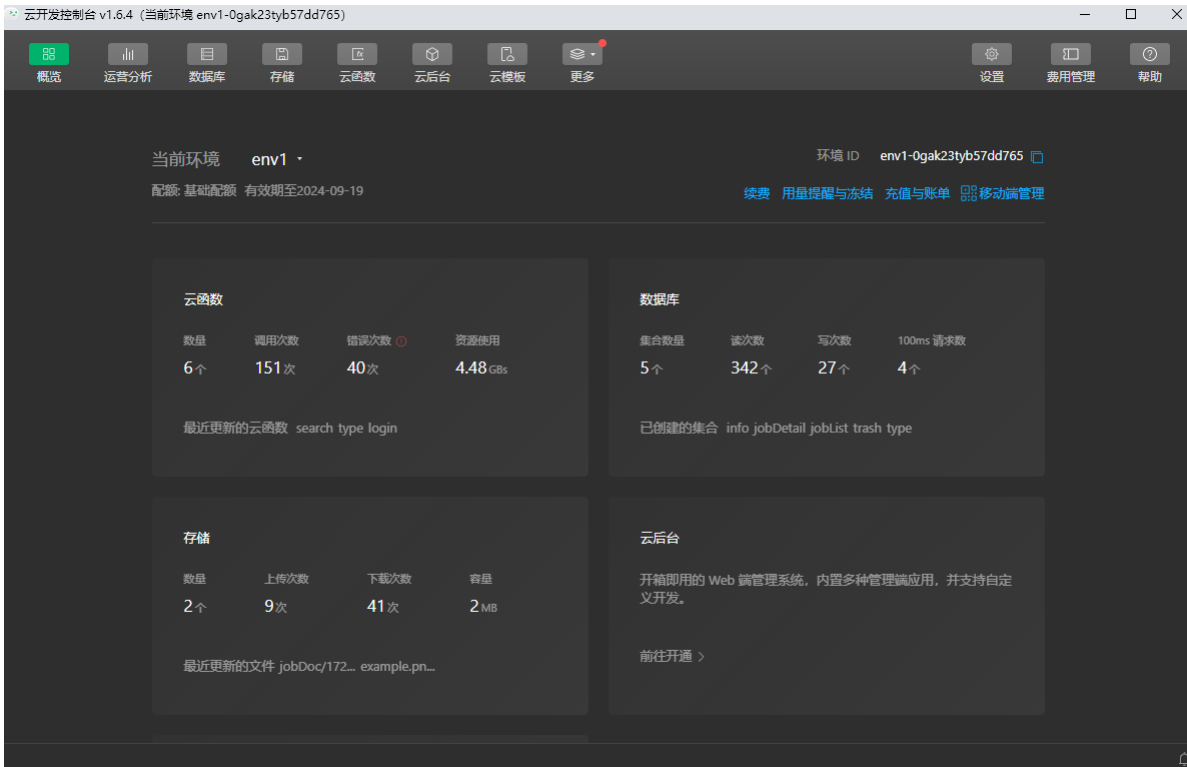 云开发控制台 v1.6.4（当前环境 env1-0gak23tyb57dd765）
概览 运营分析 数据库 存储 云函数 云后台 云模板 更多 设置 费用管理 帮助
当前环境 env1 环境 ID env1-0gak23tyb57dd765
配额: 基础配额 有效期至2024-09-19 续费 用量提醒与冻结 充值与账单 移动端管理
云函数
数量 调用次数 错误次数 资源使用
6个 151次 40次 4.48 GBs
最近更新的云函数 search type login
数据库
集合数量 读次数 写次数 100ms 请求数
5个 342个 27个 4个
已创建的集合 info jobDetail jobList trash type
存储
数量 上传次数 下载次数 容量
2个 9次 41次 2 MB
最近更新的文件 jobDoc/172... example.pn...
云后台
开箱即用的 Web 端管理系统，内置多种管理端应用，并支持自定
义开发。
前往开通